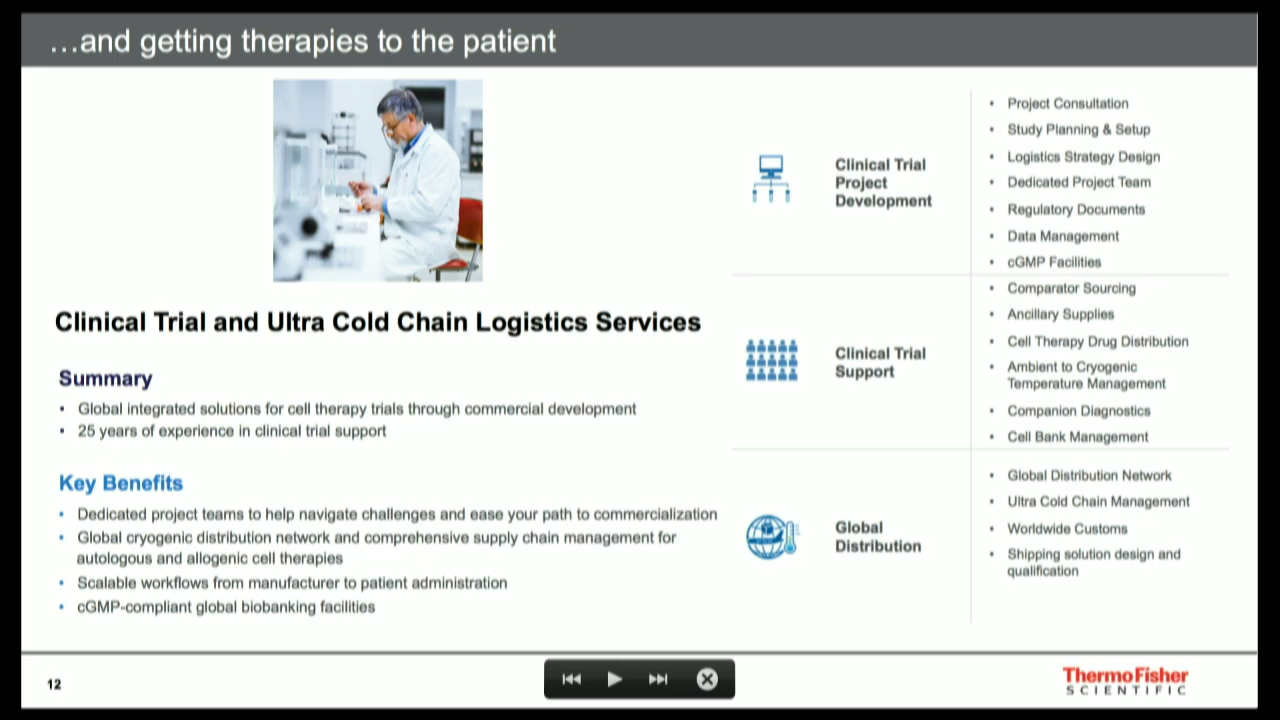 …and getting therapies to the patient
Clinical Trial and Ultra Cold Chain Logistics Services
Summary
• Global integrated solutions for cell therapy trials through commercial development
• 25 years of experience in clinical trial support
Key Benefits
• Dedicated project teams to help navigate challenges and ease your path to commercialization
• Global cryogenic distribution network and comprehensive supply chain management for
autologous and allogenic cell therapies
• Scalable workflows from manufacturer to patient administration
• cGMP-compliant global biobanking facilities
Clinical Trial
Project
Development
• Project Consultation
• Study Planning & Setup
• Logistics Strategy Design
• Dedicated Project Team
• Regulatory Documents
• Data Management
• cGMP Facilities
Clinical Trial
Support
• Comparator Sourcing
• Ancillary Supplies
• Cell Therapy Drug Distribution
• Ambient to Cryogenic
Temperature Management
• Companion Diagnostics
• Cell Bank Management
Global
Distribution
• Global Distribution Network
• Ultra Cold Chain Management
• Worldwide Customs
• Shipping solution design and
qualification
12
ThermoFisher
SCIENTIFIC